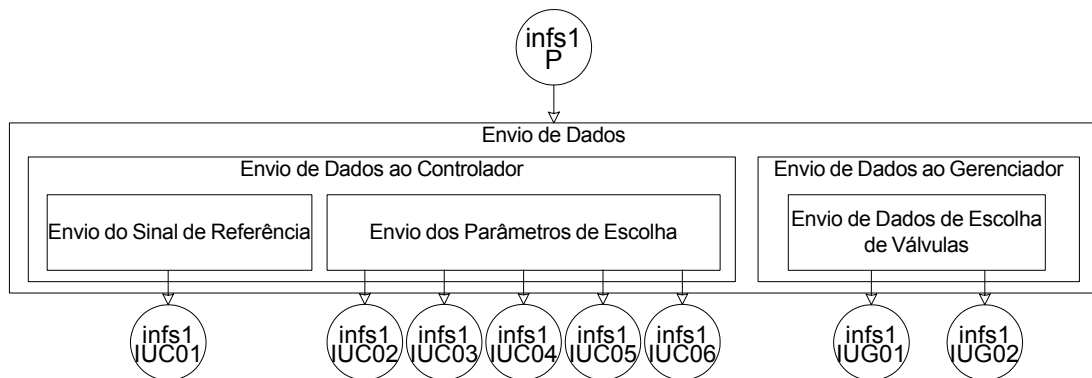 infs1
P
Envio de Dados
Envio de Dados ao Controlador
Envio de Dados ao Gerenciador
Envio do Sinal de Referência
Envio dos Parâmetros de Escolha
Envio de Dados de Escolha
de Válvulas
infs1
IUC01
infs1
IUC02
infs1
IUC03
infs1
IUC04
infs1
IUC05
infs1
IUC06
infs1
IUG01
infs1
IUG02